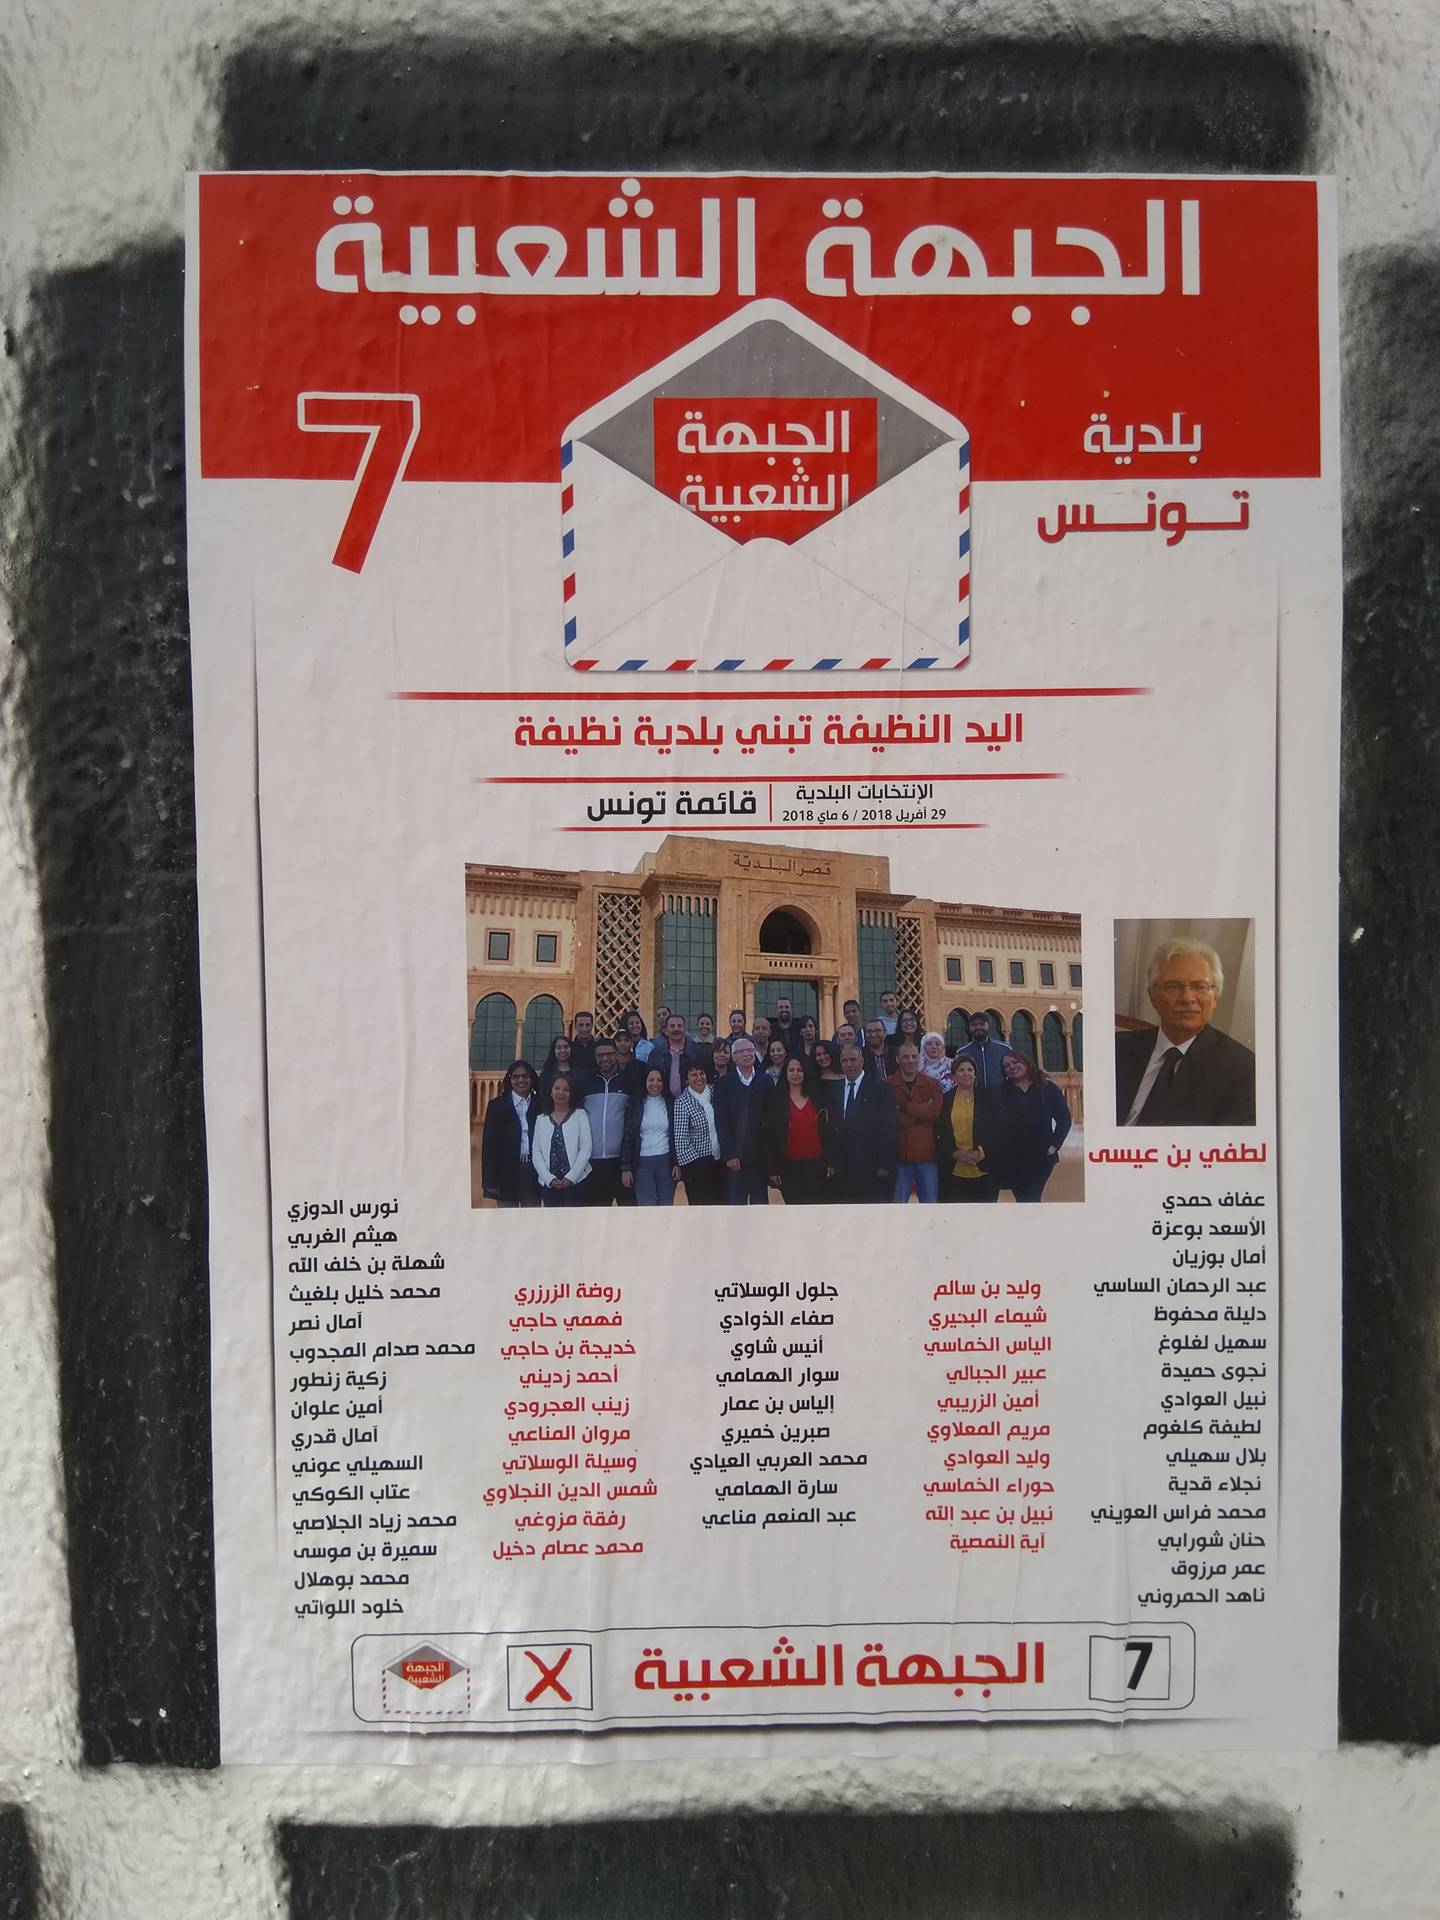 الجبهة الشعبية
7
الجبهة
الشعبية
بلدية
تونس
اليد النظيفة تبني بلدية نظيفة
الإنتخابات البلدية
29 أفريل 2018 / 6 ماي 2018
قائمة تونس
قصر البلدية
لطفي بن عيسى
عفاف حمدي
الأسعد بوعزة
أمال بوزيان
عبد الرحمان الساسي
دليلة محفوظ
سهيل لغلوغ
نجوى حميدة
نبيل العوادي
لطيفة كلغوم
بلال سهيلي
نجلاء قدية
محمد فراس العويني
حنان شورابي
عمر مرزوق
ناهد الحمروني
وليد بن سالم
شيماء البحيري
الياس الخماسي
عبير الجبالي
أمين الزريبي
مريم المعلاوي
وليد العوادي
حوراء الخماسي
نبيل بن عبد الله
آية النمصية
جلول الوسلاتي
صفاء الذوادي
أنيس شاوي
سوار الهمامي
إلياس بن عمار
صبرين خميري
محمد العربي العيادي
سارة الهمامي
عبد المنعم مناعي
روضة الزرزري
فهمي حاجي
خديجة بن حاجي
أحمد زديني
زينب العجرودي
مروان المناعي
وسيلة الوسلاتي
شمس الدين النجلاوي
رفقة مزوغي
محمد عصام دخيل
نورس الدوزي
هيثم الغربي
شهلة بن خلف الله
محمد خليل بلغيث
آمال نصر
محمد صدام المجدوب
زكية زنطور
أمين علوان
آمال قدري
السهيلي عوني
عتاب الكوكي
محمد زياد الجلاصي
سميرة بن موسى
محمد بوهلال
خلود اللواتي
7
الجبهة الشعبية
X
الجبهة
الشعبية